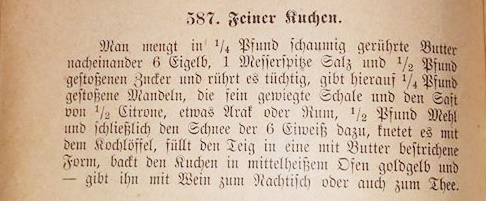 587. Feiner Kuchen.
Man mengt in 1/4 Pfund schaumig gerührte Butter
nacheinander 6 Eigelb, 1 Messerspitze Salz und 1/2 Pfund
gestoßenen Zucker und rührt es tüchtig, gibt hierauf 1/4 Pfund
gestoßene Mandeln, die fein gewiegte Schale und den Saft
von 1/2 Citrone, etwas Arak oder Rum, 1/2 Pfund Mehl
und schließlich den Schnee der 6 Eiweiß dazu, knetet es mit
dem Kochlöffel, füllt den Teig in eine mit Butter bestrichene
Form, backt den Kuchen in mittelheißem Ofen goldgelb und
— gibt ihn mit Wein zum Nachtisch oder auch zum Thee.